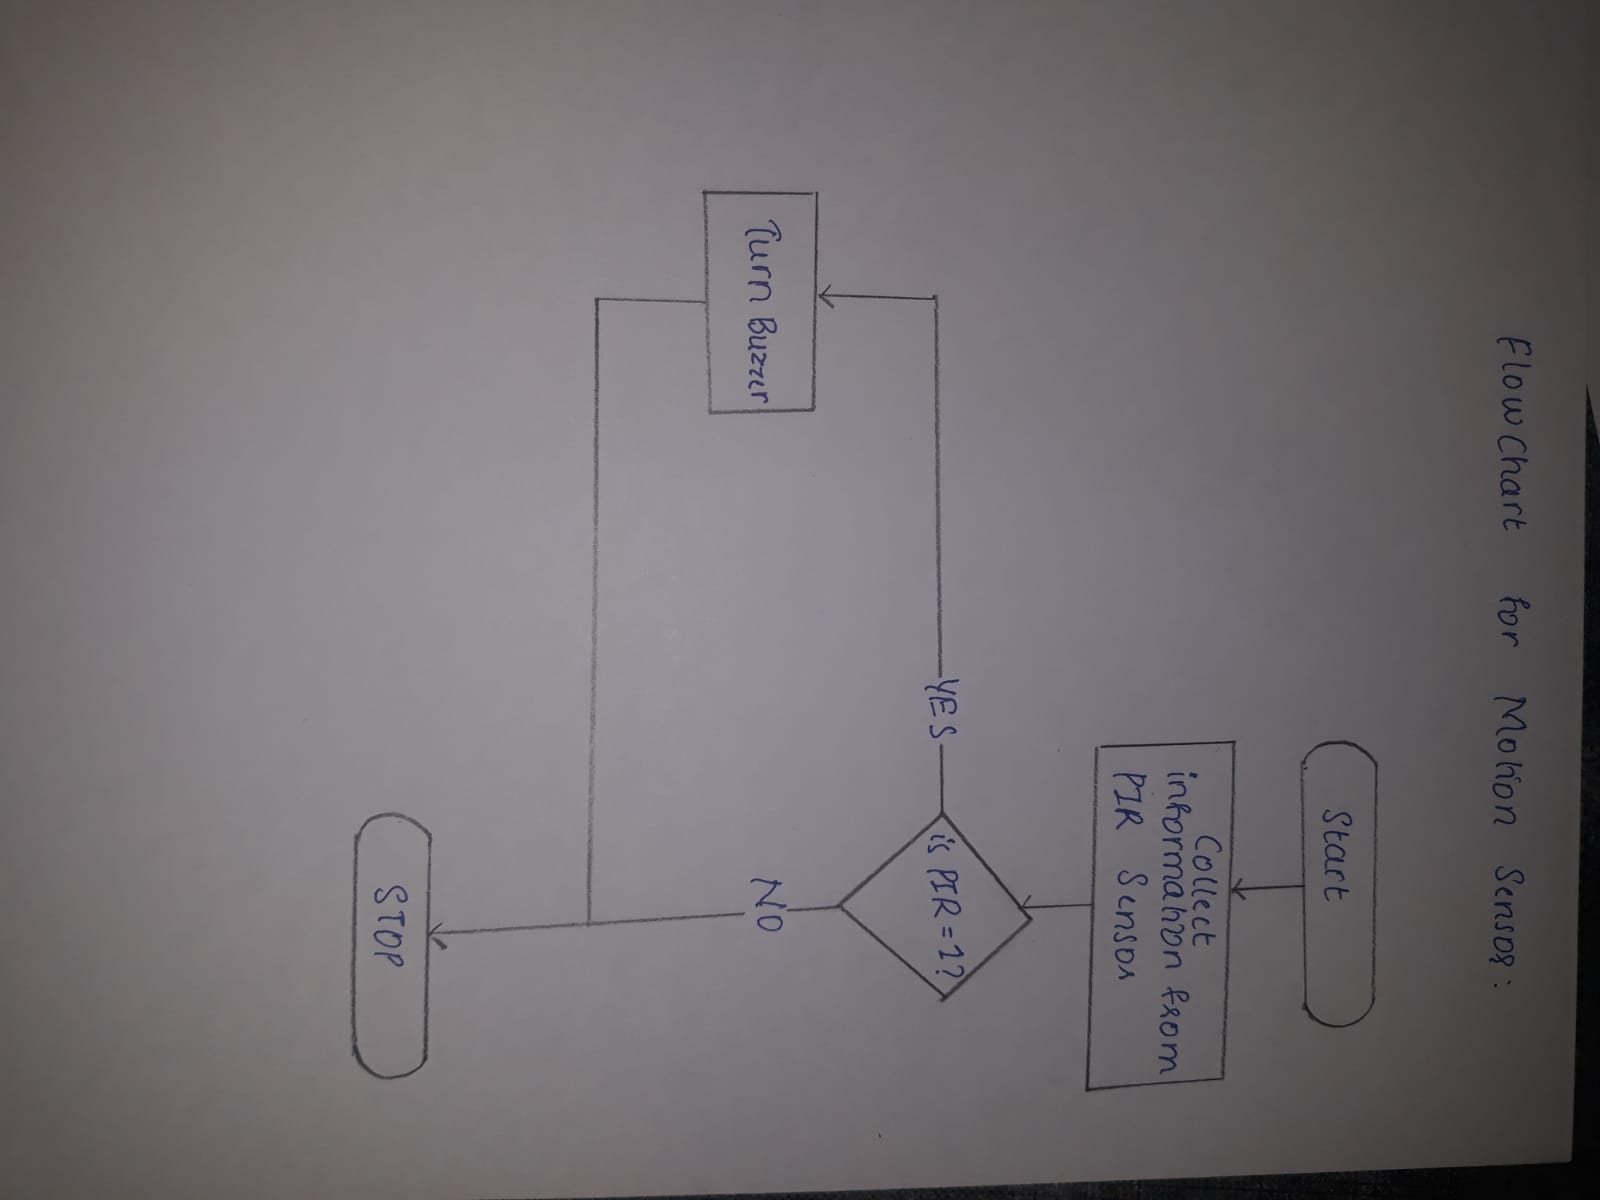 Flow Chart for Motion Sensor:
Start
Collect
information from
PIR Sensor
is PIR = 1?
YES
NO
Turn Buzzer
STOP